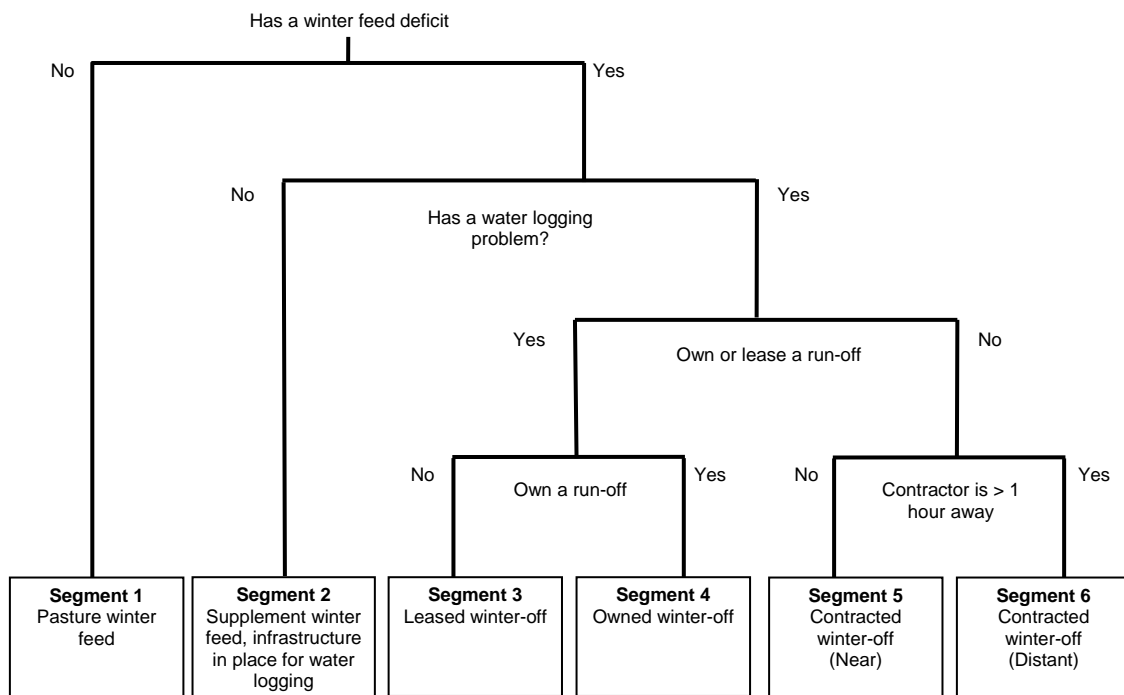 Has a winter feed deficit
No
Yes
No
Yes
Has a water logging
problem?
Yes
No
Own or lease a run-off
No
Yes
Own a run-off
No
Yes
Contractor is > 1
hour away
Segment 1
Pasture winter
feed
Segment 2
Supplement winter
feed, infrastructure
in place for water
logging
Segment 3
Leased winter-off
Segment 4
Owned winter-off
Segment 5
Contracted
winter-off
(Near)
Segment 6
Contracted
winter-off
(Distant)